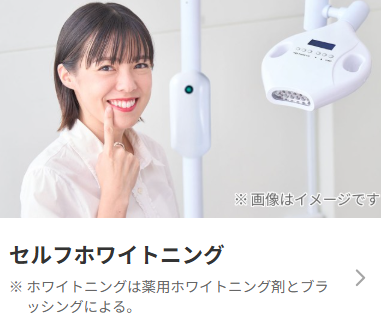 ※ 画像はイメージです
セルフホワイトニング
※ ホワイトニングは薬用ホワイトニング剤とブラ
ッシングによる。